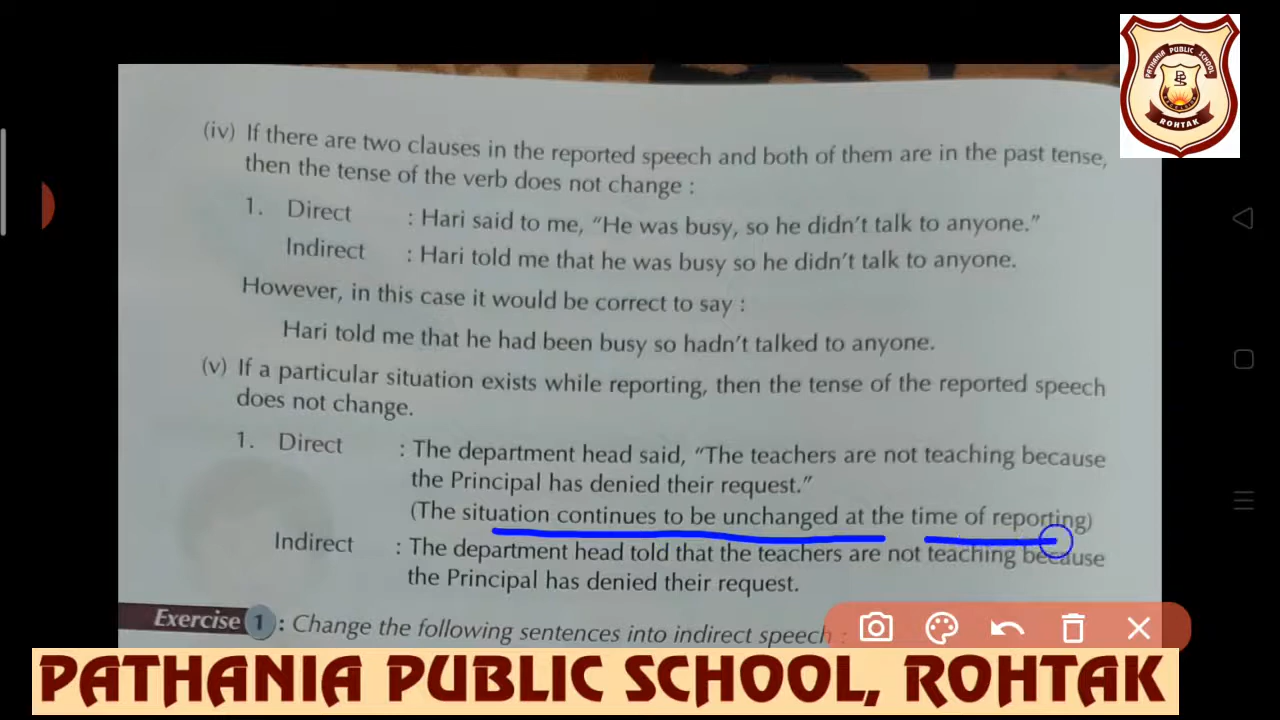 PATHANIA PUBLIC SCHOOL
PPS
ROHTAK
(iv) If there are two clauses in the reported speech and both of them are in the past tense,
then the tense of the verb does not change :
1. Direct : Hari said to me, “He was busy, so he didn’t talk to anyone.”
Indirect : Hari told me that he was busy so he didn’t talk to anyone.
However, in this case it would be correct to say :
Hari told me that he had been busy so hadn’t talked to anyone.
(v) If a particular situation exists while reporting, then the tense of the reported speech
does not change.
1. Direct : The department head said, “The teachers are not teaching because
the Principal has denied their request.”
(The situation continues to be unchanged at the time of reporting)
Indirect : The department head told that the teachers are not teaching because
the Principal has denied their request.
Exercise 1 : Change the following sentences into indirect speech :
PATHANIA PUBLIC SCHOOL, ROHTAK